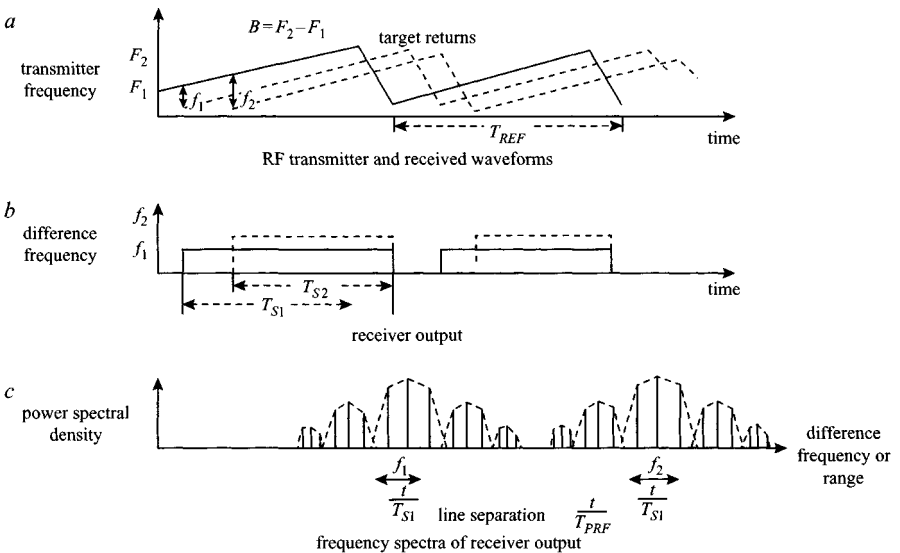 a
B = F2 – F1
target returns
transmitter
frequency
F2
F1
f1
f2
TREF
time
RF transmitter and received waveforms
b
difference
frequency
f2
f1
TS2
TS1
time
receiver output
c
power spectral
density
difference
frequency or
range
f1
f2
t
TS1
line separation
t
TPRF
t
TS1
frequency spectra of receiver output